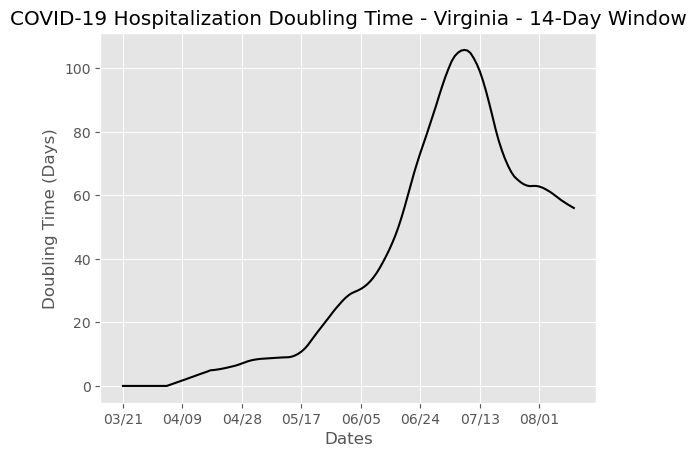 COVID-19 Hospitalization Doubling Time - Virginia - 14-Day Window
Doubling Time (Days)
100
80
60
40
20
0
03/21 04/09 04/28 05/17 06/05 06/24 07/13 08/01
Dates